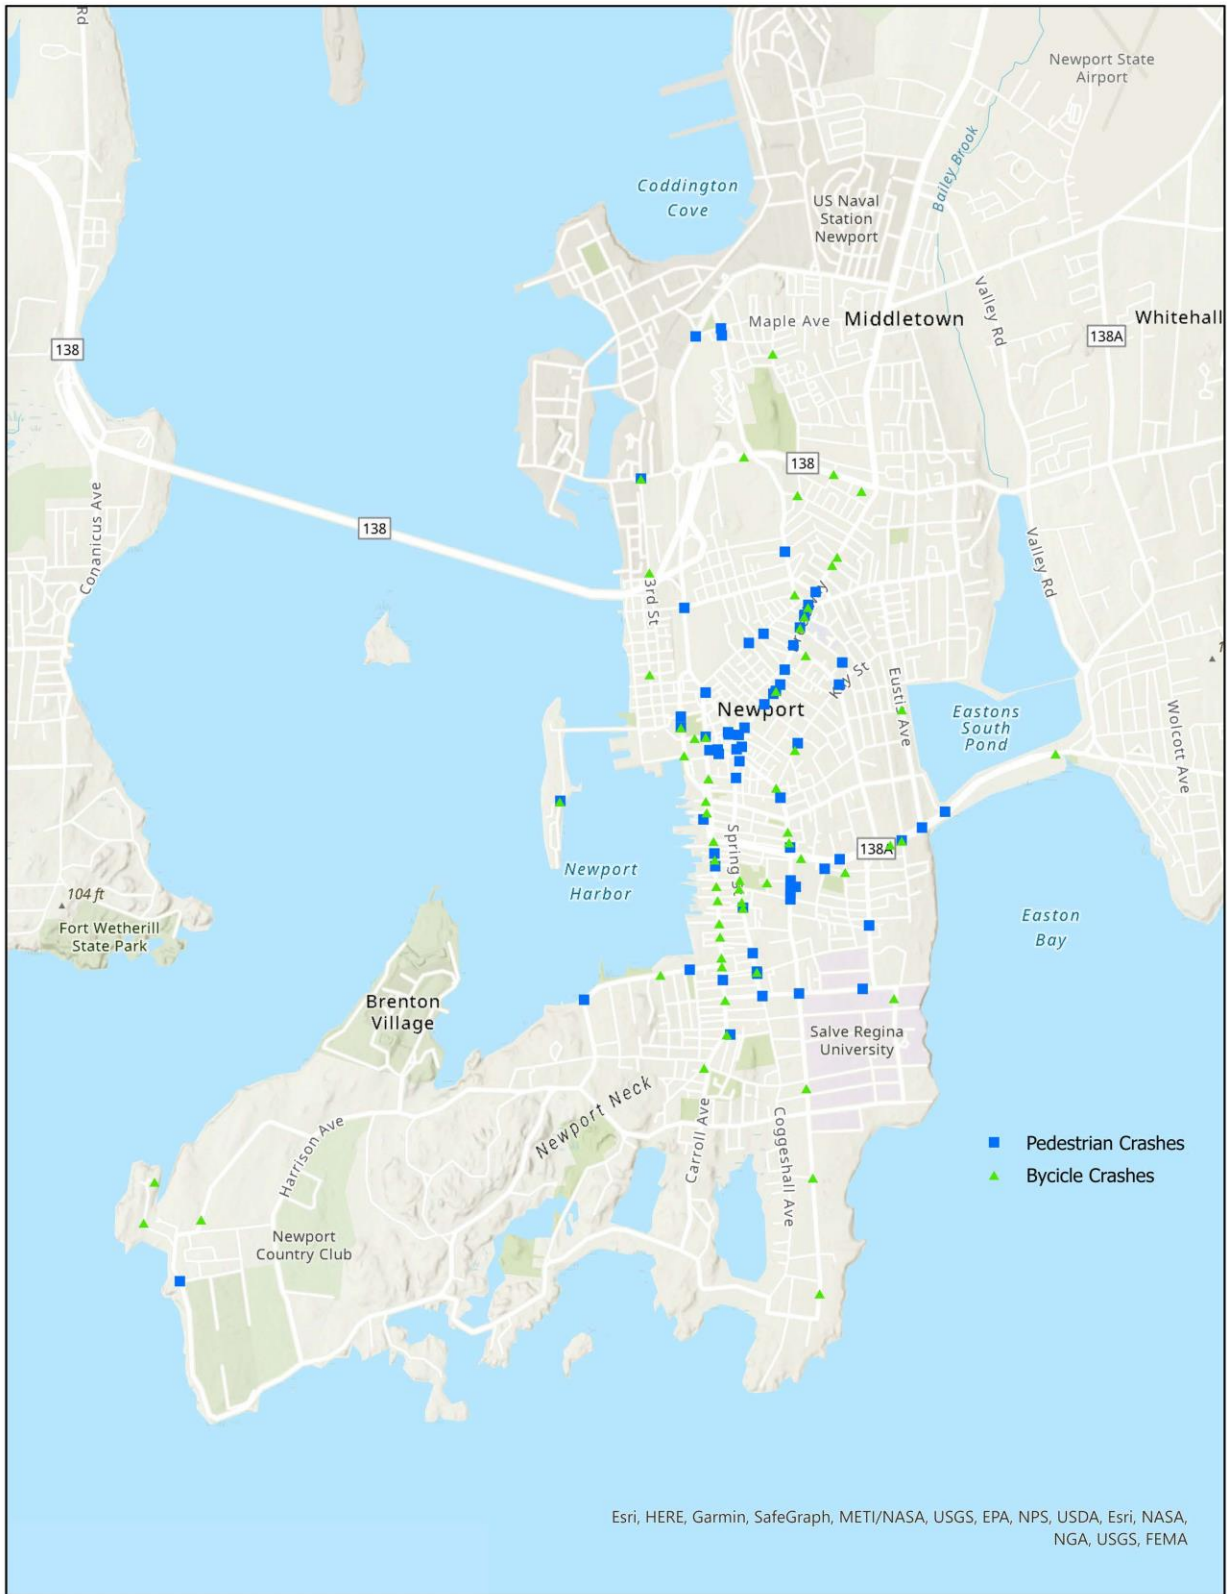 Rd
Newport State
Airport
Bailey Brook
Coddington
Cove
US Naval
Station
Newport
Valley Rd
Maple Ave
Middletown
Whitehall
138
138A
138
138
Conanicus Ave
Valley Rd
3rd St
Kay St
Eustis Ave
Newport
Eastons
South
Pond
Wolcott Ave
Spring St
138A
Newport
Harbor
104 ft
Fort Wetherill
State Park
Easton
Bay
Brenton
Village
Salve Regina
University
Newport Neck
Carroll Ave
Coggeshall Ave
Harrison Ave
Pedestrian Crashes
Bycicle Crashes
Newport
Country Club
Esri, HERE, Garmin, SafeGraph, METI/NASA, USGS, EPA, NPS, USDA, Esri, NASA,
NGA, USGS, FEMA